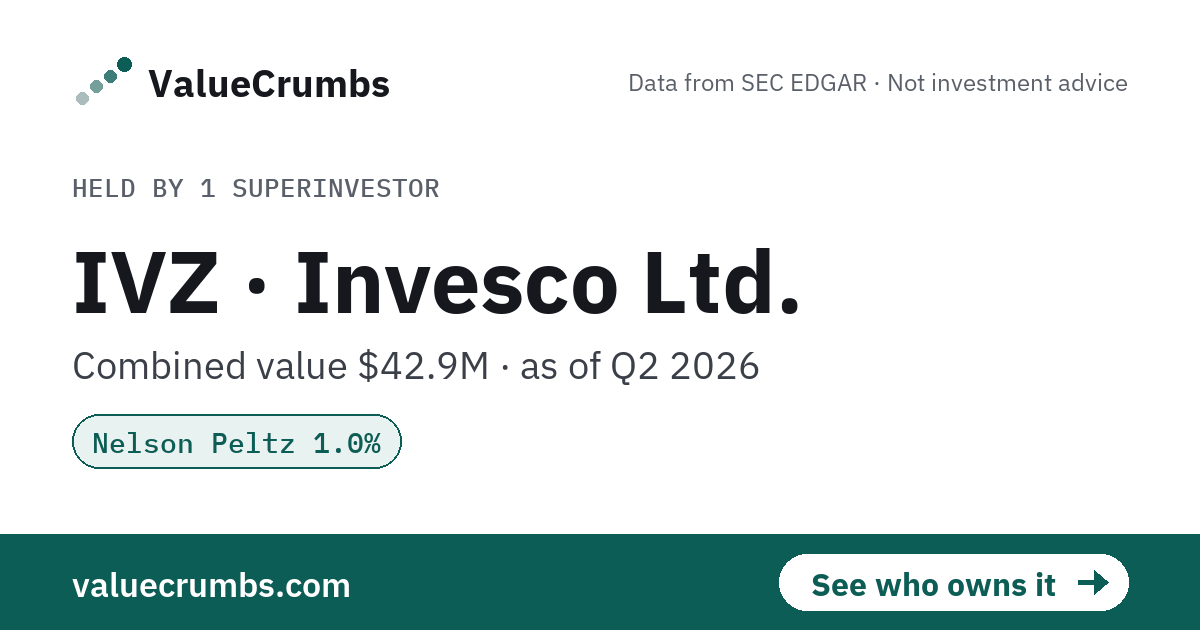 ValueCrumbs
Data from SEC EDGAR · Not investment advice
HELD BY 1 SUPERINVESTOR
IVZ · Invesco Ltd.
Combined value $42.9M · as of Q2 2026
Nelson Peltz 1.0%
valuecrumbs.com
See who owns it →